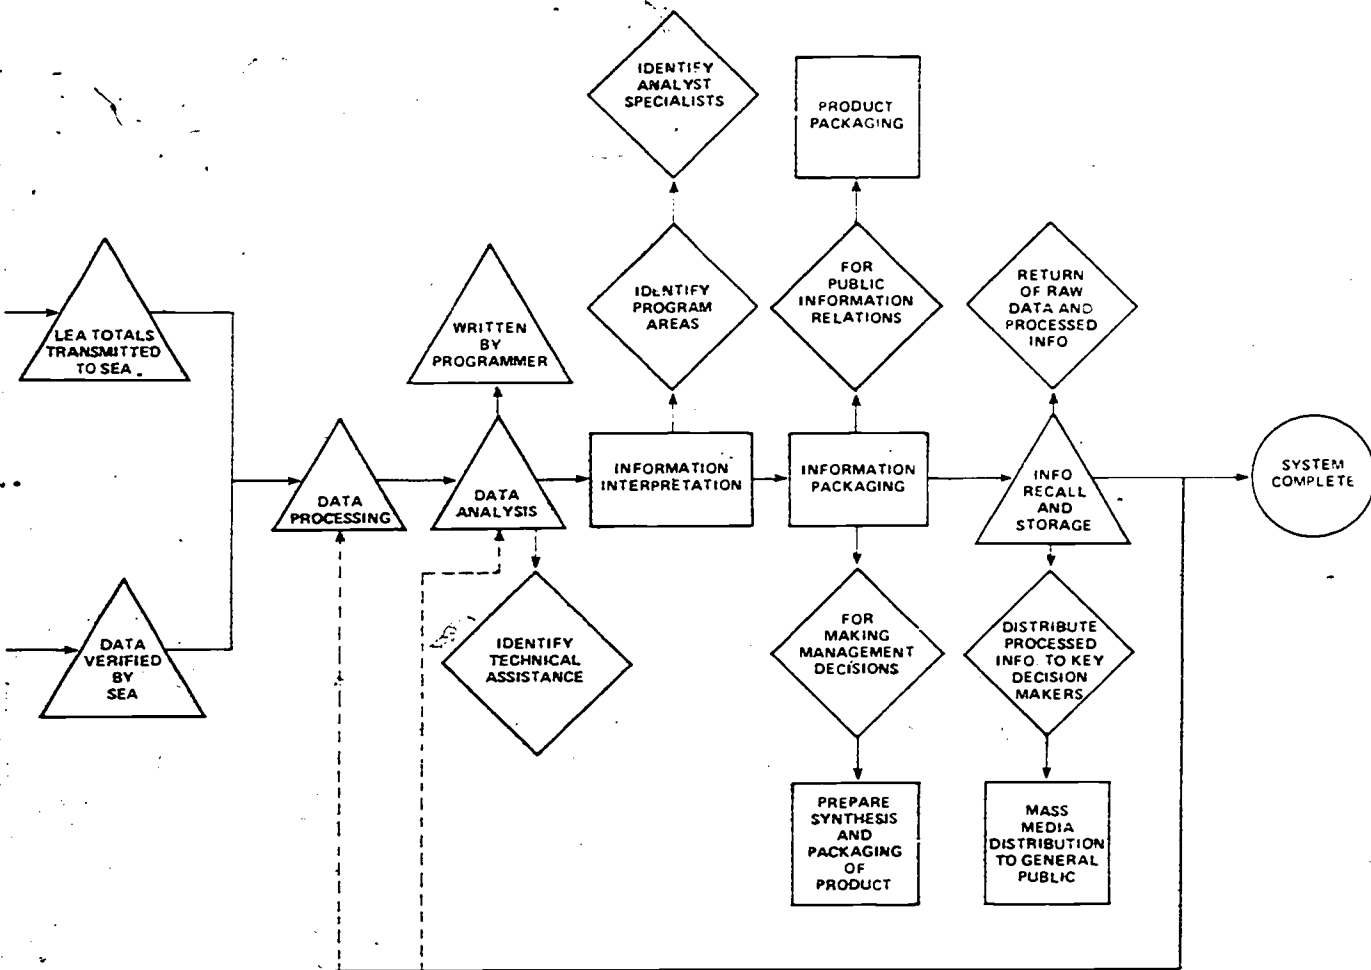 IDENTIFY
ANALYST
SPECIALISTS
PRODUCT
PACKAGING
LEA TOTALS
TRANSMITTED
TO SEA
WRITTEN
BY
PROGRAMMER
IDENTIFY
PROGRAM
AREAS
FOR
PUBLIC
INFORMATION
RELATIONS
RETURN
OF RAW
DATA AND
PROCESSED
INFO
DATA
PROCESSING
DATA
ANALYSIS
INFORMATION
INTERPRETATION
INFORMATION
PACKAGING
INFO
RECALL
AND
STORAGE
SYSTEM
COMPLETE
DATA
VERIFIED
BY
SEA
IDENTIFY
TECHNICAL
ASSISTANCE
FOR
MAKING
MANAGEMENT
DECISIONS
DISTRIBUTE
PROCESSED
INFO. TO KEY
DECISION
MAKERS
PREPARE
SYNTHESIS
AND
PACKAGING
OF
PRODUCT
MASS
MEDIA
DISTRIBUTION
TO GENERAL
PUBLIC